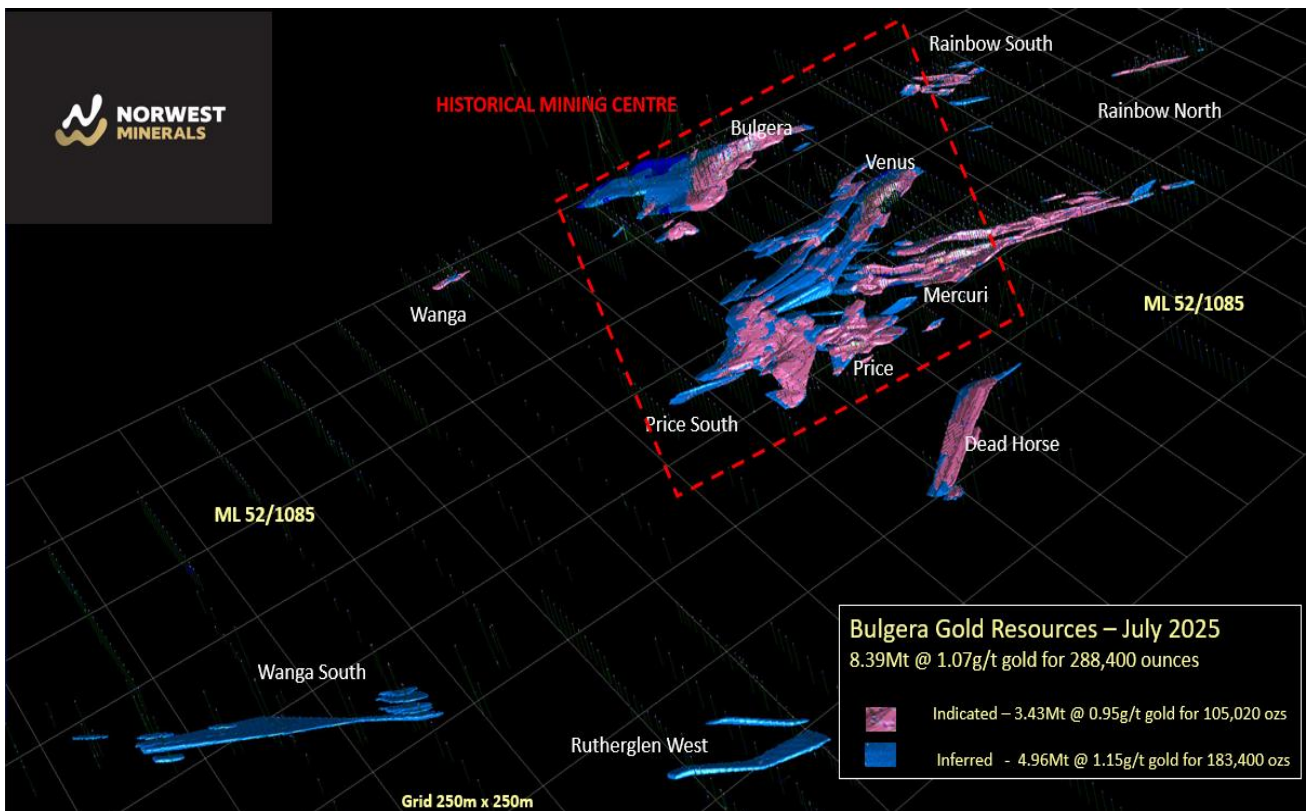 NORWEST
MINERALS
HISTORICAL MINING CENTRE
Rainbow South
Rainbow North
Bulgera
Venus
Wanga
Mercuri
ML 52/1085
Price
Price South
Dead Horse
ML 52/1085
Wanga South
Rutherglen West
Grid 250m x 250m
Bulgera Gold Resources – July 2025
8.39Mt @ 1.07g/t gold for 288,400 ounces
Indicated – 3.43Mt @ 0.95g/t gold for 105,020 ozs
Inferred - 4.96Mt @ 1.15g/t gold for 183,400 ozs